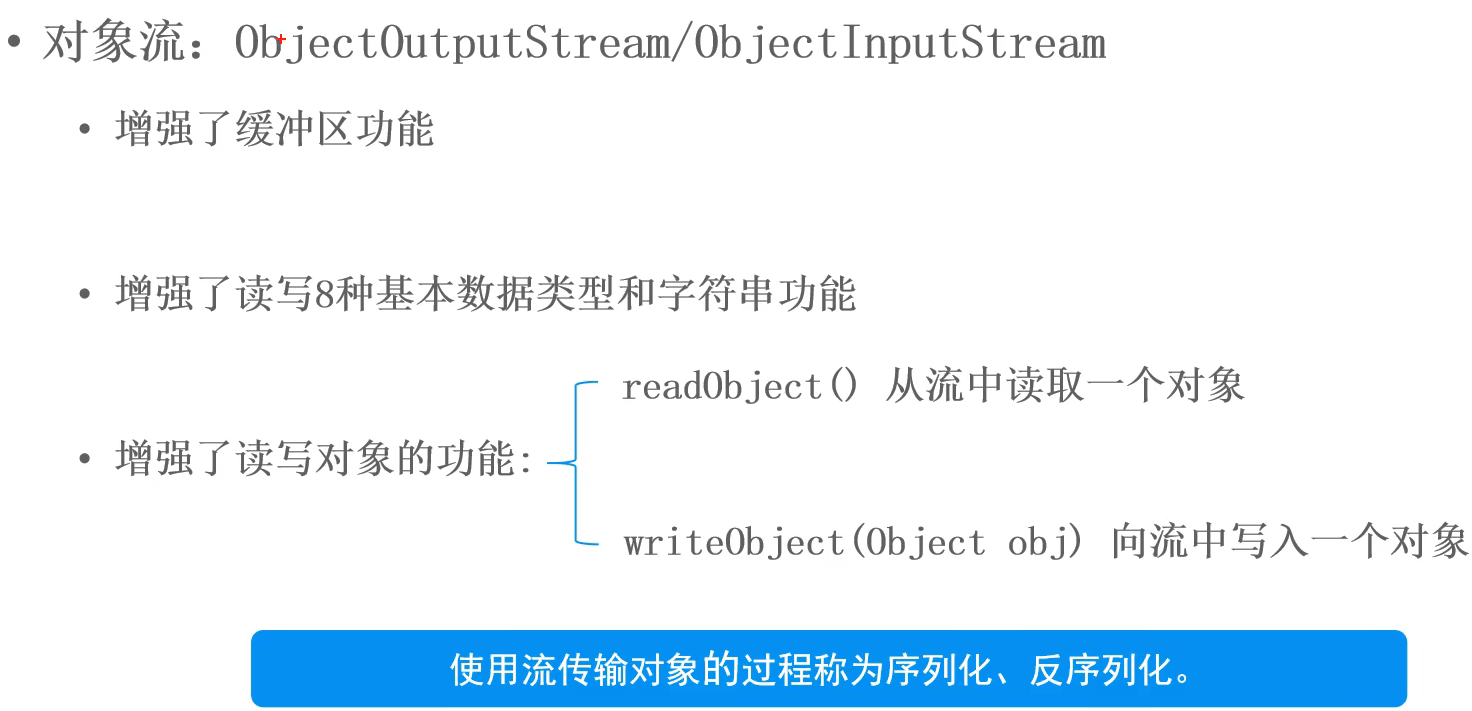 • 对象流：ObjectOutputStream/ObjectInputStream
• 增强了缓冲区功能
• 增强了读写8种基本数据类型和字符串功能
readObject() 从流中读取一个对象
• 增强了读写对象的功能:
writeObject(Object obj) 向流中写入一个对象
使用流传输对象的过程称为序列化、反序列化。